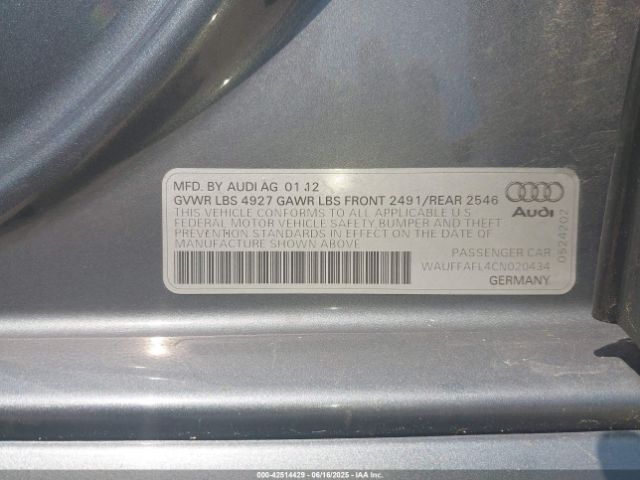 MFD. BY AUDI AG 01.12
GVWR LBS 4927 GAWR LBS FRONT 2491/REAR 2546
THIS VEHICLE CONFORMS TO ALL APPLICABLE U S
FEDERAL MOTOR VEHICLE SAFETY BUMPER AND THEFT
PREVENTION STANDARDS IN EFFECT ON THE DATE OF
MANUFACTURE SHOWN ABOVE
Audi
0524202
PASSENGER CAR
WAUFFAFL4CN020434
GERMANY
000-42514429 - 06/16/2025 - IAAI.COM